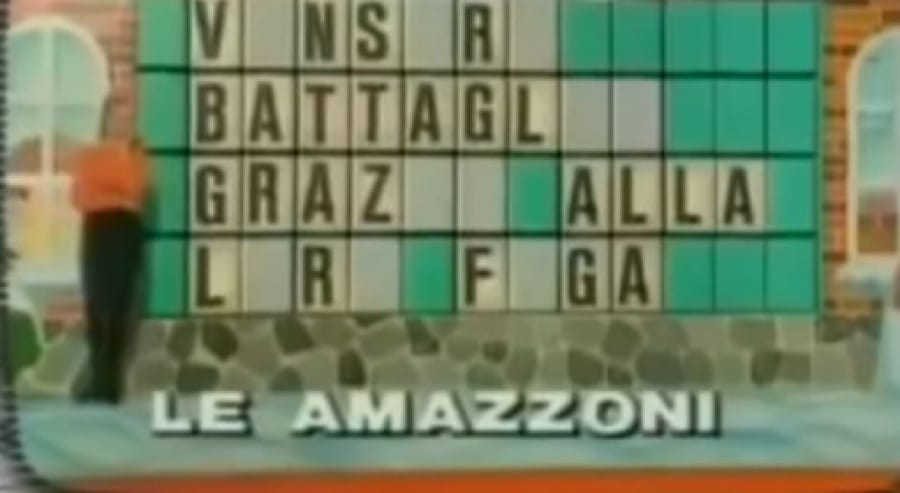 V NS R
BATTAGL
GRAZ ALLA
L R F GA
LE AMAZZONI